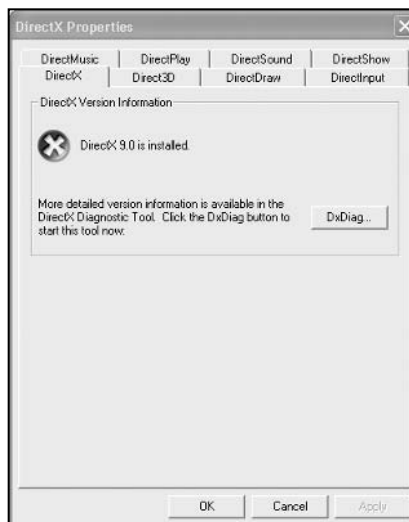 DirectX Properties
DirectMusic DirectPlay DirectSound DirectShow
DirectX Direct3D DirectDraw DirectInput
DirectX Version Information
DirectX 9.0 is installed.
More detailed version information is available in the
DirectX Diagnostic Tool. Click the DxDiag button to
start this tool now.
DxDiag...
OK Cancel Apply